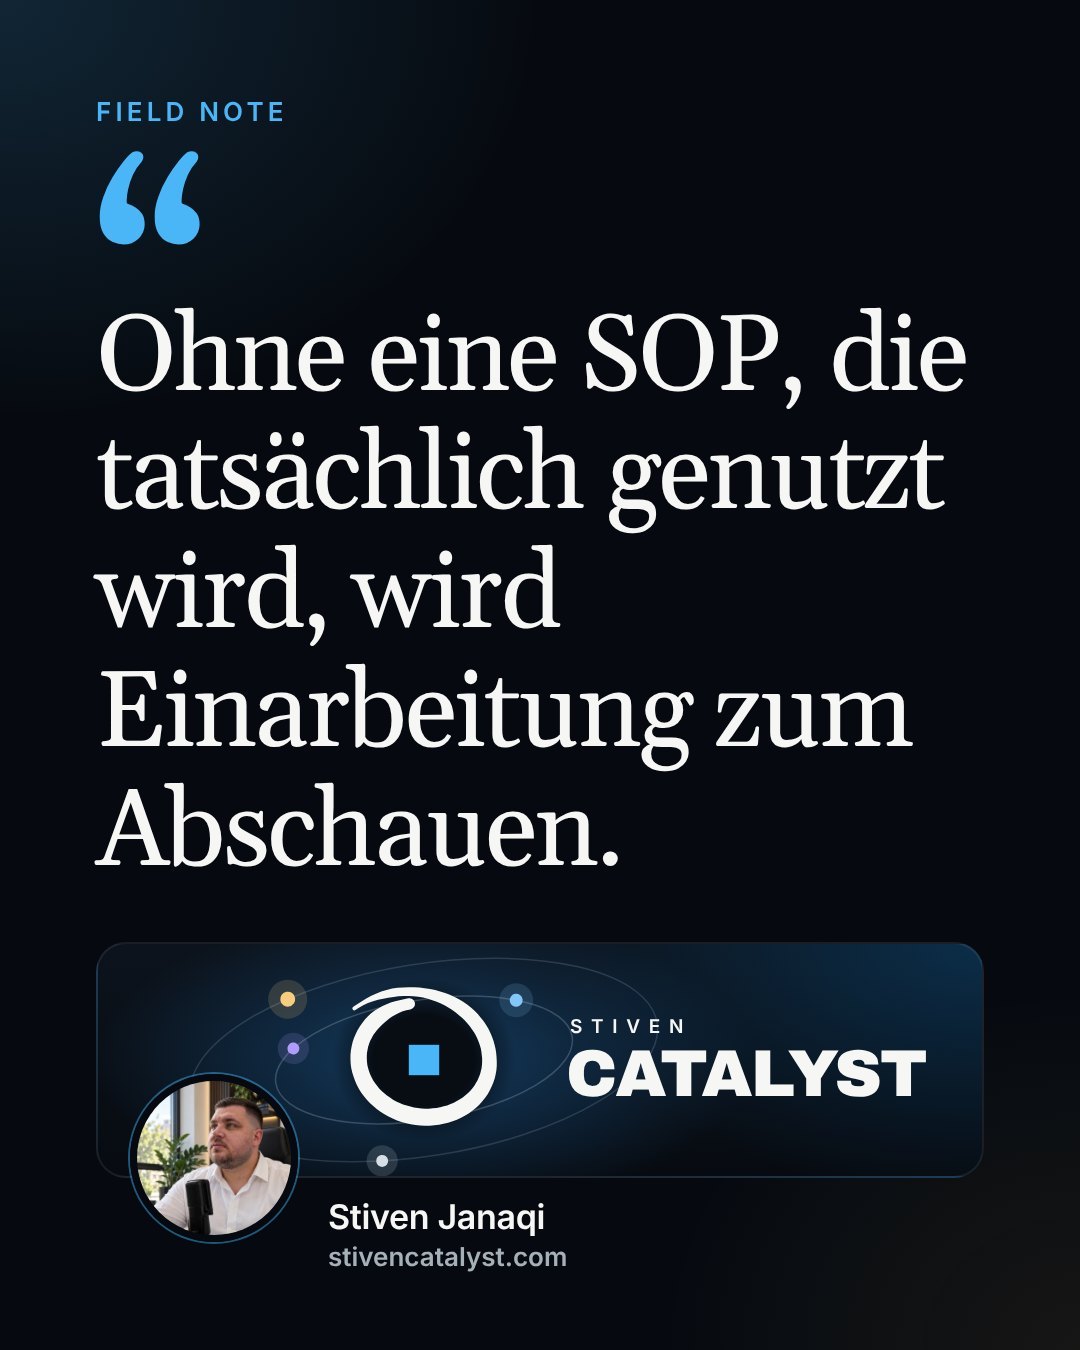 FIELD NOTE
“
Ohne eine SOP, die
tatsächlich genutzt
wird, wird
Einarbeitung zum
Abschauen.
STIVEN
CATALYST
Stiven Janaqi
stivencatalyst.com